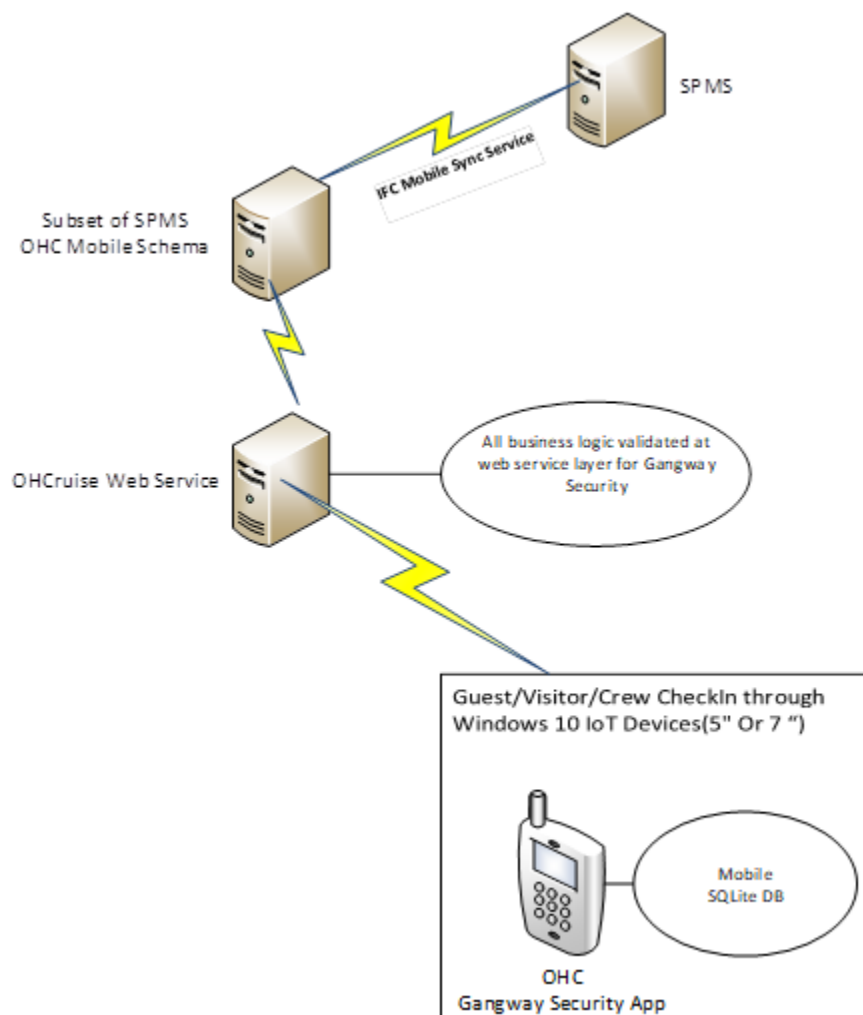 SPMS
IFC Mobile Sync Service
Subset of SPMS
OHC Mobile Schema
OHCruise Web Service
All business logic validated at
web service layer for Gangway
Security
Guest/Visitor/Crew CheckIn through
Windows 10 IoT Devices(5" Or 7 “)
Mobile
SQLite DB
OHC
Gangway Security App